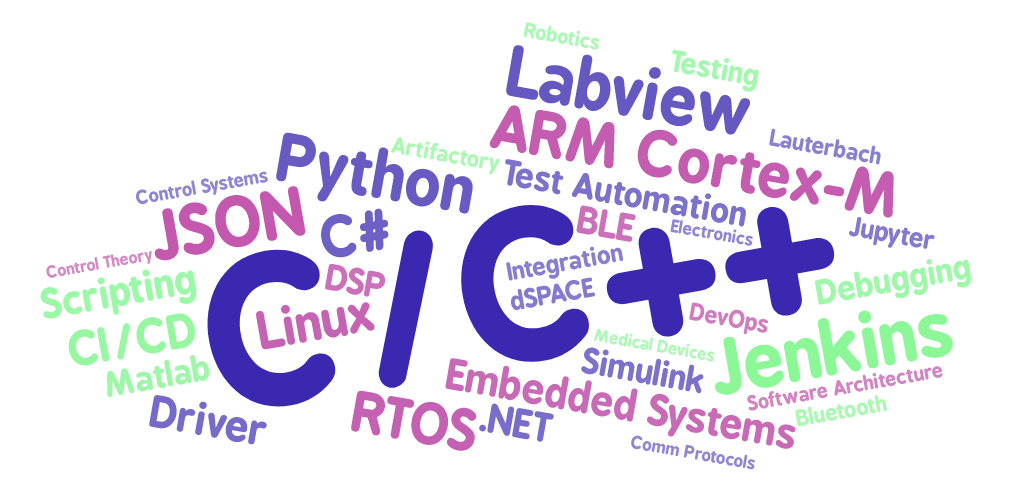 Robotics
Testing
Labview
ARM Cortex-M
Lauterbach
Python
Artifactory
Test Automation
Control Systems
JSON
C#
BLE
Electronics
Jupyter
Control Theory
Scripting
C/C++
DSP
Integration
dSPACE
Debugging
Linux
CI/CD
DevOps
Medical Devices
Jenkins
Matlab
Simulink
Embedded Systems
Software Architecture
Bluetooth
Driver
RTOS
.NET
Comm Protocols